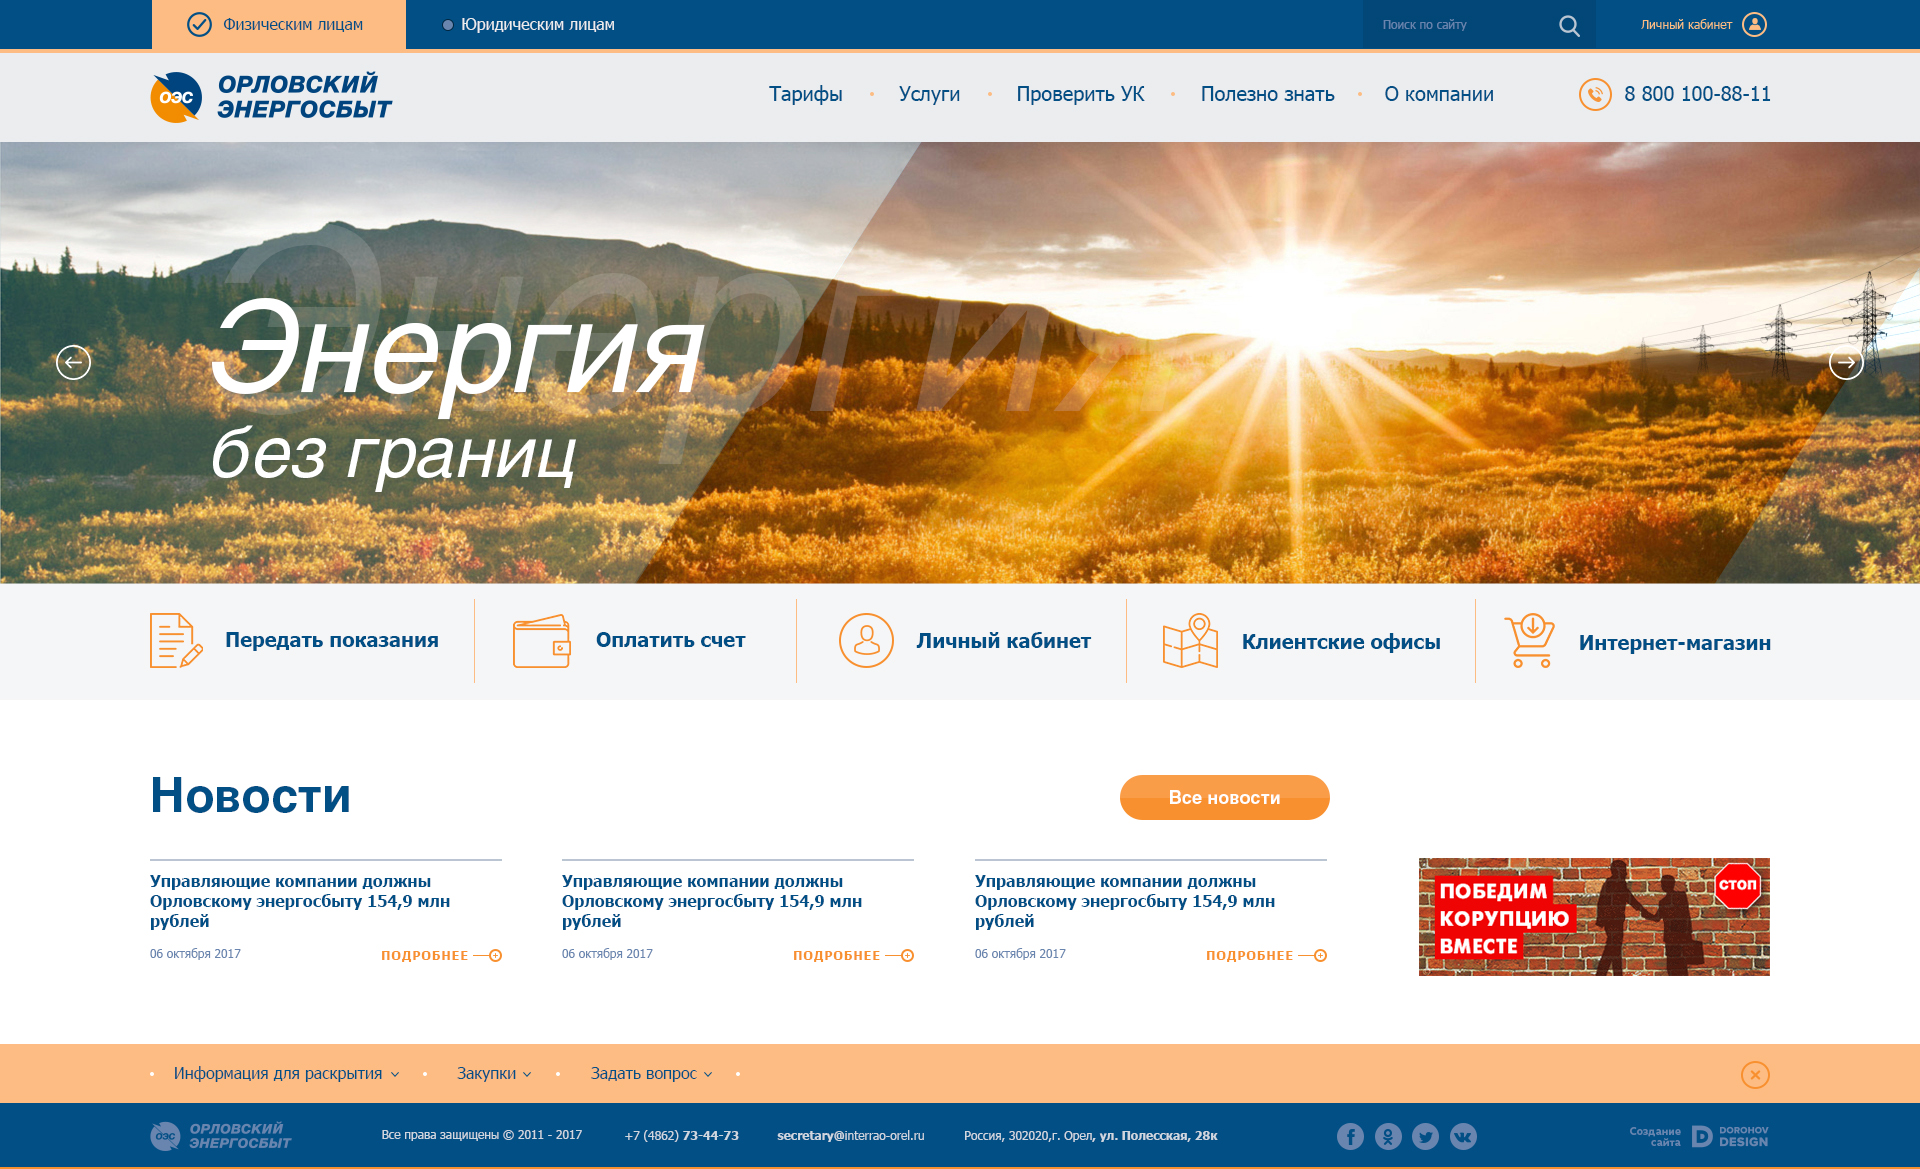 Физическим лицам
Юридическим лицам
Поиск по сайту
Личный кабинет
ОЭС
ОРЛОВСКИЙ
ЭНЕРГОСБЫТ
Тарифы
Услуги
Проверить УК
Полезно знать
О компании
8 800 100-88-11
Энергия
Энергия
без границ
Передать показания
Оплатить счет
Личный кабинет
Клиентские офисы
Интернет-магазин
Новости
Все новости
Управляющие компании должны
Орловскому энергосбыту 154,9 млн
рублей
06 октября 2017
ПОДРОБНЕЕ
Управляющие компании должны
Орловскому энергосбыту 154,9 млн
рублей
06 октября 2017
ПОДРОБНЕЕ
Управляющие компании должны
Орловскому энергосбыту 154,9 млн
рублей
06 октября 2017
ПОДРОБНЕЕ
ПОБЕДИМ
КОРУПЦИЮ
ВМЕСТЕ
СТОП
Информация для раскрытия
Закупки
Задать вопрос
ОЭС
ОРЛОВСКИЙ
ЭНЕРГОСБЫТ
Все права защищены © 2011 - 2017
+7 (4862) 73-44-73
secretary@interrao-orel.ru
Россия, 302020,г. Орел, ул. Полесская, 28к
Создание
сайта
DOROHOV
DESIGN